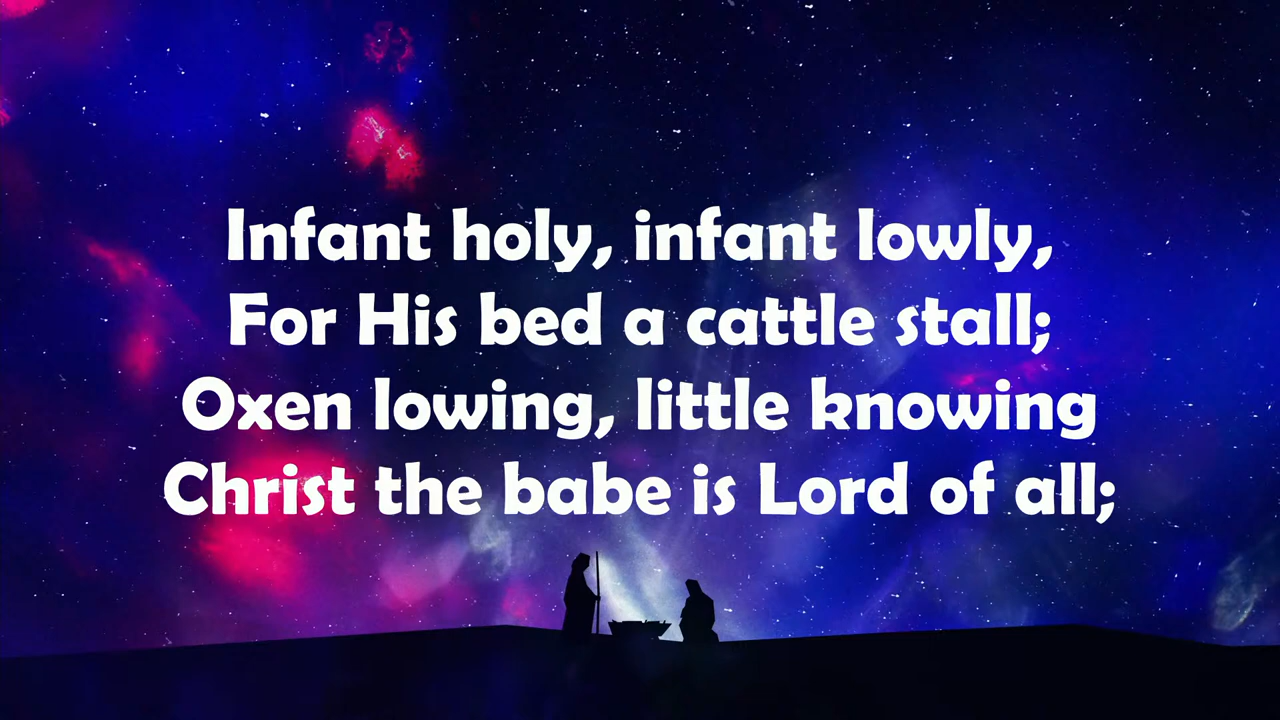 Infant holy, infant lowly,
For His bed a cattle stall;
Oxen lowing, little knowing
Christ the babe is Lord of all;